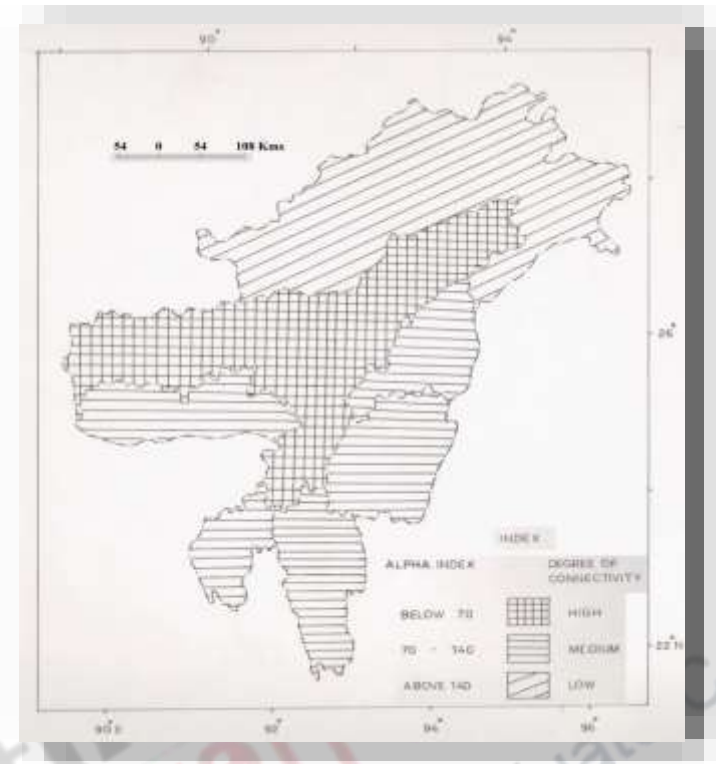 90° 94°
54 0 54 108 Kms
26°
INDEX
ALPHA INDEX DEGREE OF CONNECTIVITY
BELOW 70 HIGH
70 - 140 MEDIUM
ABOVE 140 LOW
22°N
90 E 92° 94° 96°